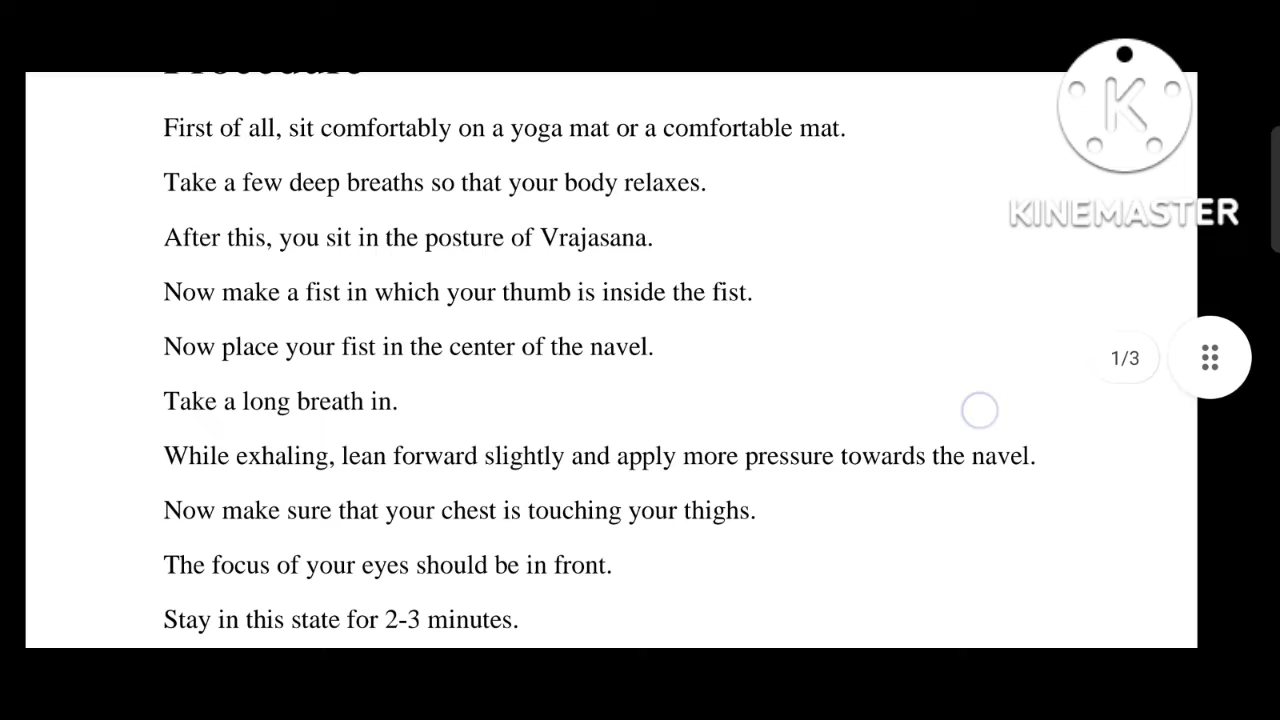 Procedure
First of all, sit comfortably on a yoga mat or a comfortable mat.
Take a few deep breaths so that your body relaxes.
After this, you sit in the posture of Vrajasana.
Now make a fist in which your thumb is inside the fist.
Now place your fist in the center of the navel.
Take a long breath in.
While exhaling, lean forward slightly and apply more pressure towards the navel.
Now make sure that your chest is touching your thighs.
The focus of your eyes should be in front.
Stay in this state for 2-3 minutes.
K
KINEMASTER
1/3